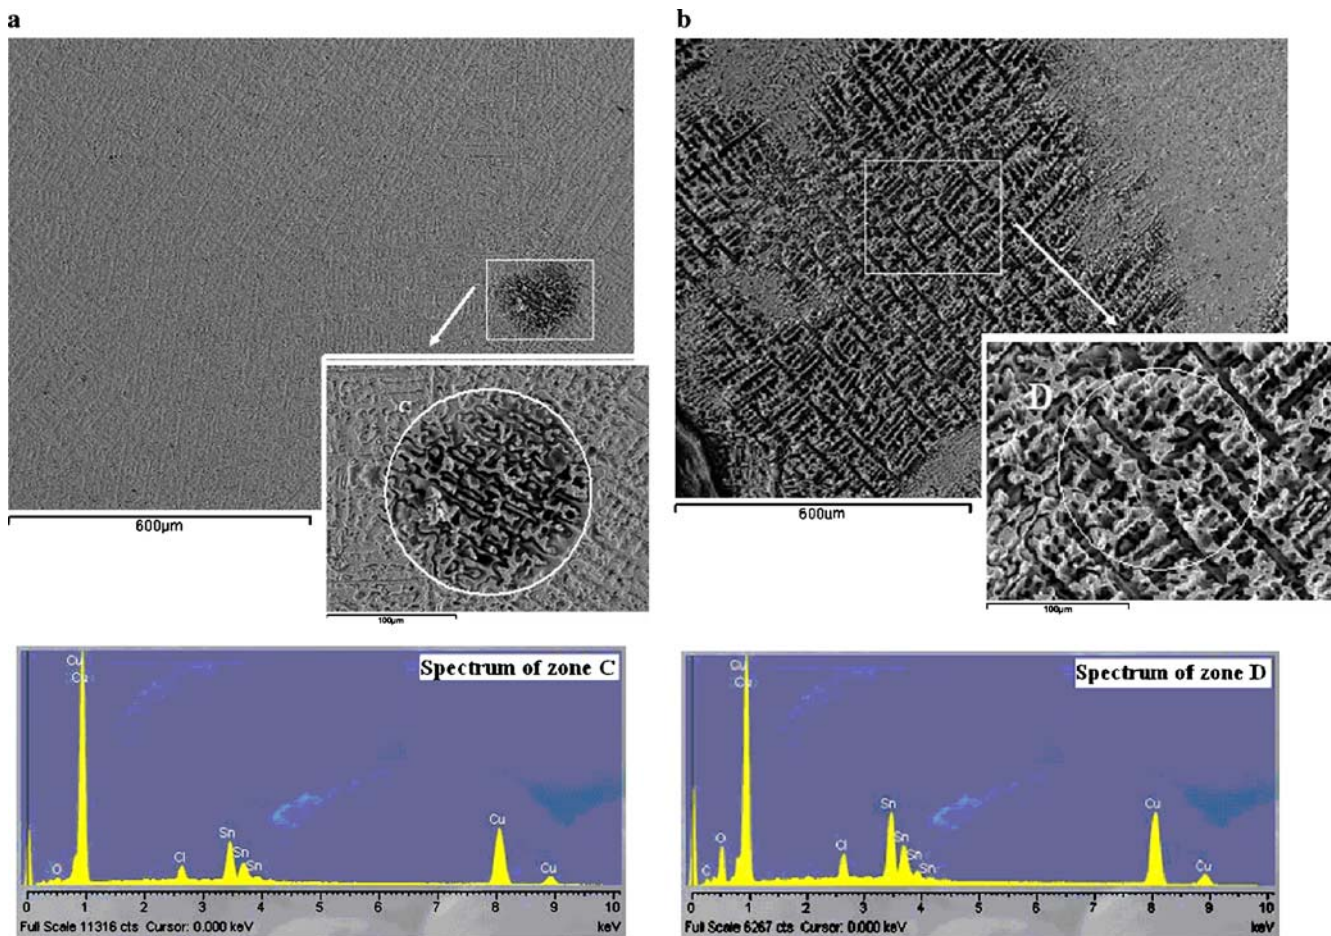 a
b
600µm
600µm
C
D
100µm
100µm
Spectrum of zone C
Cu
Cu
O
Cl
Sn
Sn
Sn
Cu
Cu
0 1 2 3 4 5 6 7 8 9 10
Full Scale 11316 cts Cursor: 0.000 keV
keV
Spectrum of zone D
Cu
Cu
C
O
Cl
Sn
Sn
Sn
Sn
Cu
Cu
0 1 2 3 4 5 6 7 8 9 10
Full Scale 6267 cts Cursor: 0.000 keV
keV